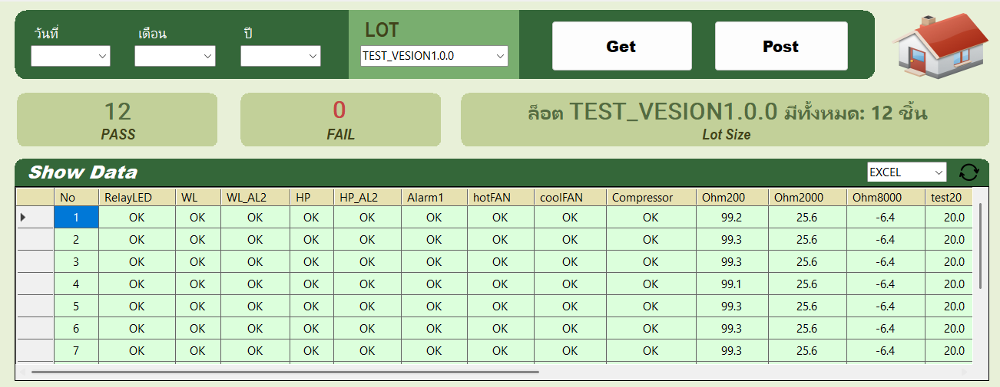 วันที่ เดือน ปี LOT
TEST_VESION1.0.0
Get Post
12 0 ล็อต TEST_VESION1.0.0 มีทั้งหมด: 12 ชิ้น
PASS FAIL Lot Size
Show Data EXCEL
No RelayLED WL WL_AL2 HP HP_AL2 Alarm1 hotFAN coolFAN Compressor Ohm200 Ohm2000 Ohm8000 test20
1 OK OK OK OK OK OK OK OK OK 99.2 25.6 -6.4 20.0
2 OK OK OK OK OK OK OK OK OK 99.3 25.6 -6.4 20.0
3 OK OK OK OK OK OK OK OK OK 99.3 25.6 -6.4 20.0
4 OK OK OK OK OK OK OK OK OK 99.1 25.6 -6.4 20.0
5 OK OK OK OK OK OK OK OK OK 99.3 25.6 -6.4 20.0
6 OK OK OK OK OK OK OK OK OK 99.3 25.6 -6.4 20.0
7 OK OK OK OK OK OK OK OK OK 99.3 25.6 -6.4 20.0